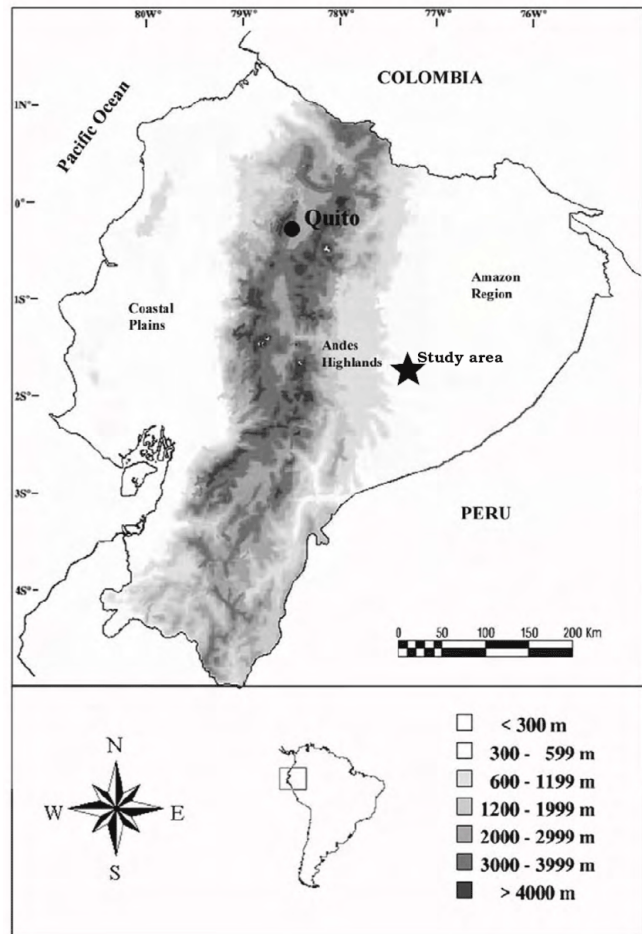 80W 79W 78W 77W
COLOMBIA
Pacific Ocean
1N
0°
Quito
Amazon
Region
1S
Coastal
Plains
Andes
Highlands
Study area
2S
3S
PERU
4S
0 50 100 150 200 Km
N
W E
S
< 300 m
300 - 599 m
600 - 1199 m
1200 - 1999 m
2000 - 2999 m
3000 - 3999 m
> 4000 m